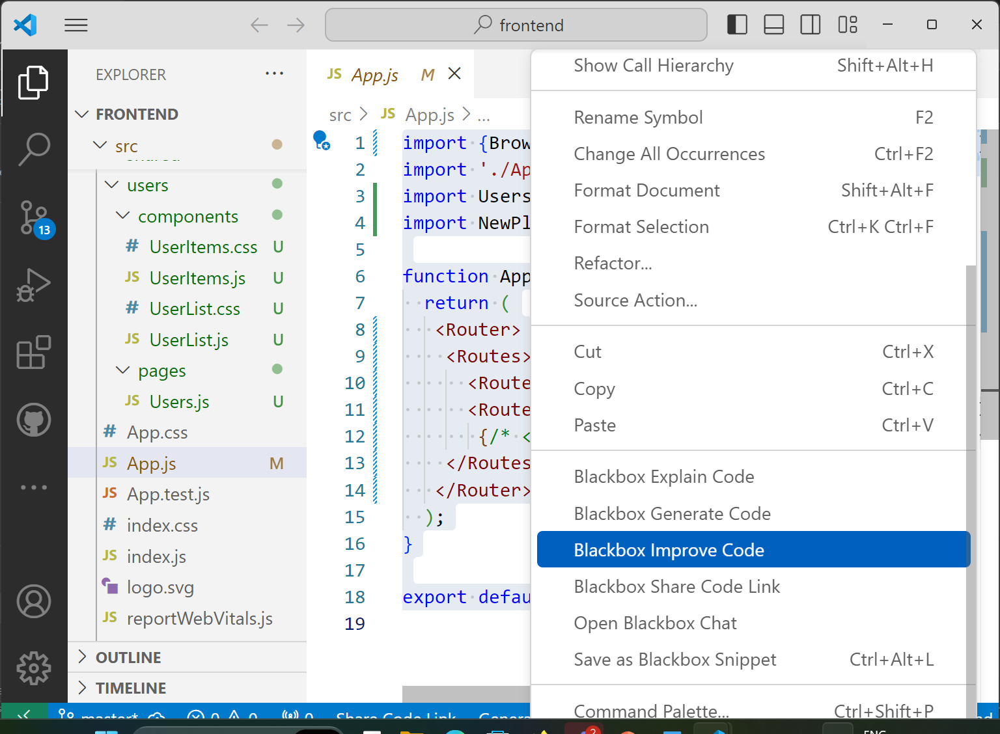 frontend
EXPLORER
FRONTEND
src
users
components
# UserItems.css U
JS UserItems.js U
# UserList.css U
JS UserList.js U
pages
JS Users.js U
# App.css
JS App.js M
JS App.test.js
# index.css
JS index.js
logo.svg
JS reportWebVitals.js
OUTLINE
TIMELINE
13
JS App.js M
src > JS App.js > ...
1 import {Brow
2 import './Ap
3 import Users
4 import NewPl
5
6 function App
7 return (
8 <Router>
9 <Routes>
10 <Route
11 <Route
12 {/* <
13 </Routes
14 </Router>
15 );
16 }
17
18 export defau
19
Show Call Hierarchy Shift+Alt+H
Rename Symbol F2
Change All Occurrences Ctrl+F2
Format Document Shift+Alt+F
Format Selection Ctrl+K Ctrl+F
Refactor...
Source Action...
Cut Ctrl+X
Copy Ctrl+C
Paste Ctrl+V
Blackbox Explain Code
Blackbox Generate Code
Blackbox Improve Code
Blackbox Share Code Link
Open Blackbox Chat
Save as Blackbox Snippet Ctrl+Alt+L
Command Palette... Ctrl+Shift+P
master* 0 0 0 Share Code Link
2
ENG